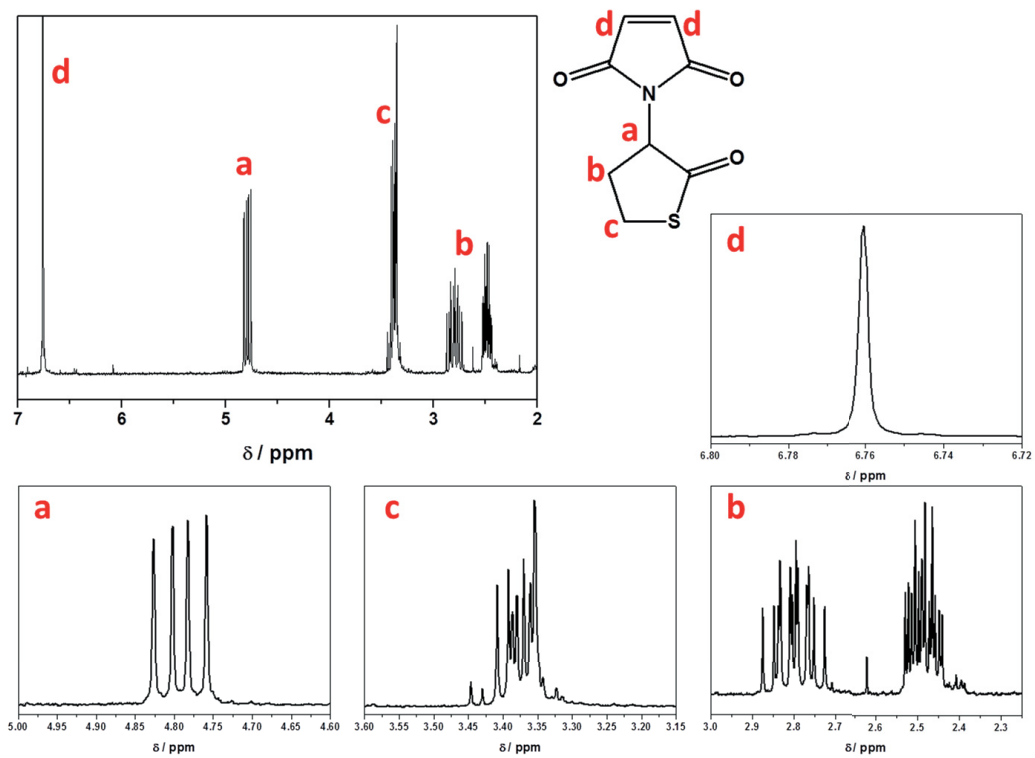 d
a
c
b
7 6 5 4 3 2
δ / ppm
d d
O O
N
a
b O
c S
d
6.80 6.78 6.76 6.74 6.72
δ / ppm
a
5.00 4.95 4.90 4.85 4.80 4.75 4.70 4.65 4.60
δ / ppm
c
3.60 3.55 3.50 3.45 3.40 3.35 3.30 3.25 3.20 3.15
δ / ppm
b
3.0 2.9 2.8 2.7 2.6 2.5 2.4 2.3
δ / ppm